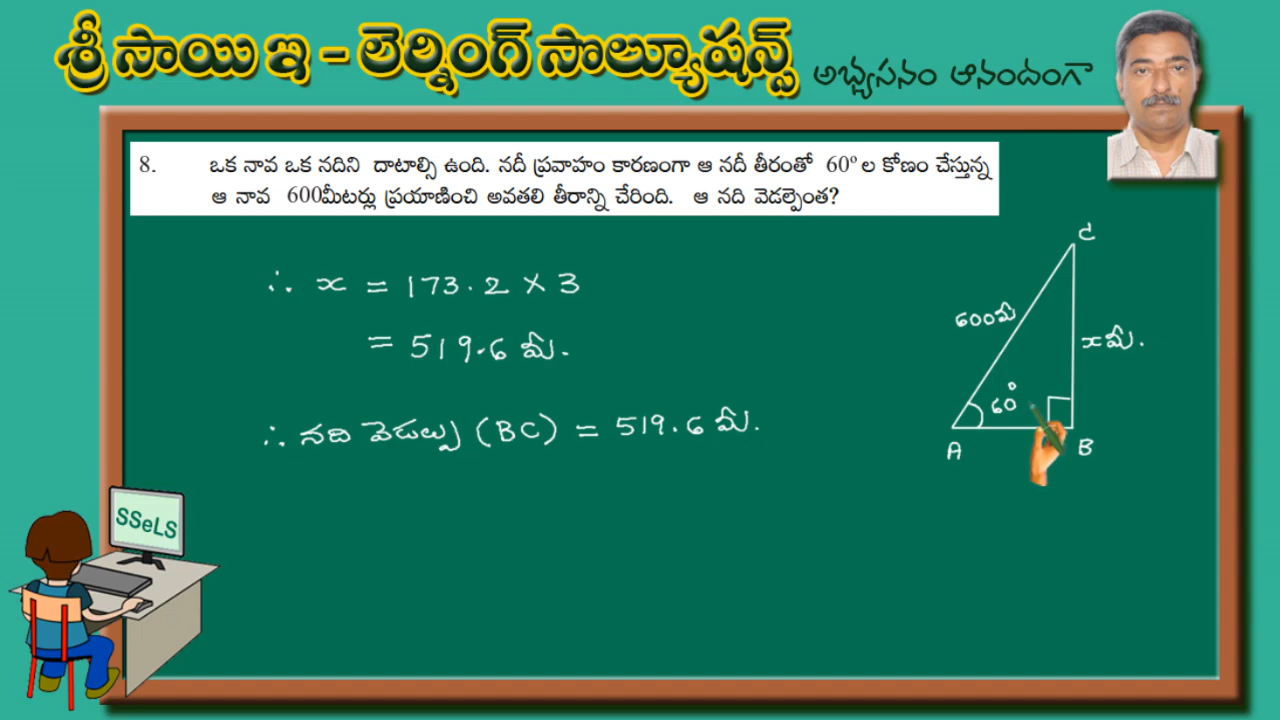 శ్రీ సాయి ఇ - లెర్నింగ్ సొల్యూషన్స్ అభ్యసనం ఆనందంగా
8. ఒక నావ ఒక నదిని దాటాల్సి ఉంది. నదీ ప్రవాహం కారణంగా ఆ నదీ తీరంతో 60° ల కోణం చేస్తున్న
ఆ నావ 600మీటర్లు ప్రయాణించి అవతలి తీరాన్ని చేరింది. ఆ నది వెడల్పెంత?
∴ x = 173.2 × 3
= 519.6 మీ.
∴ నది వెడల్పు (BC) = 519.6 మీ.
C
600మీ
xమీ.
60°
A
B
SSeLS